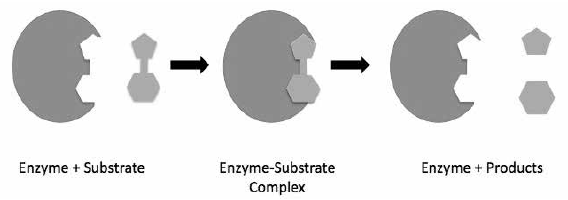 Enzyme + Substrate
Enzyme-Substrate
Complex
Enzyme + Products